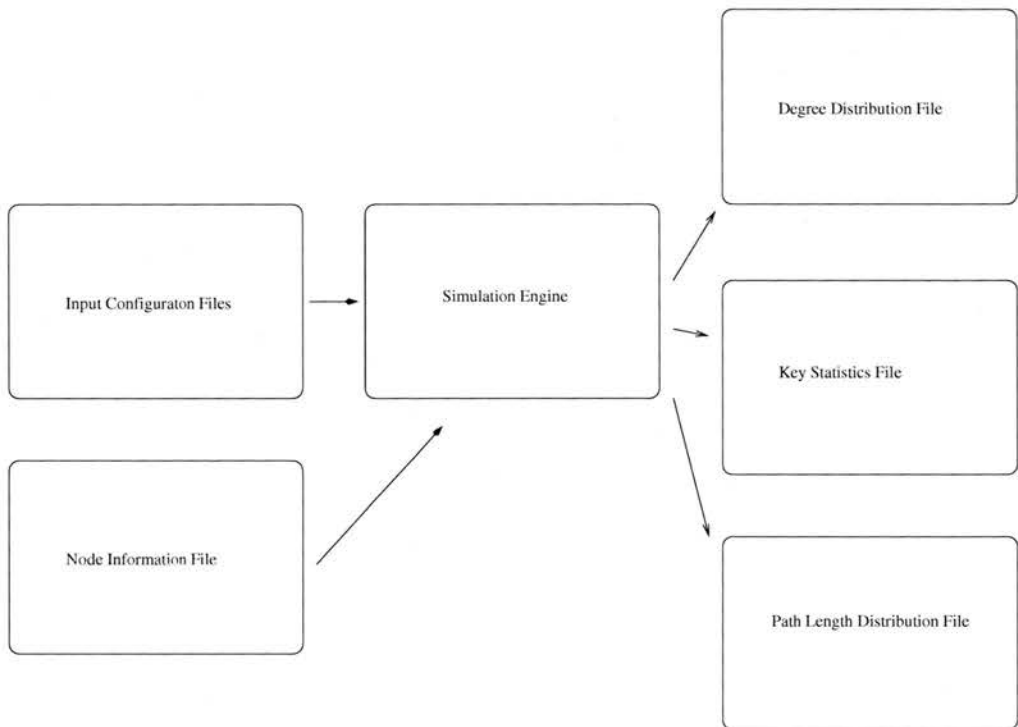 Degree Distribution File
Input Configuraton Files
Simulation Engine
Key Statistics File
Node Information File
Path Length Distribution File